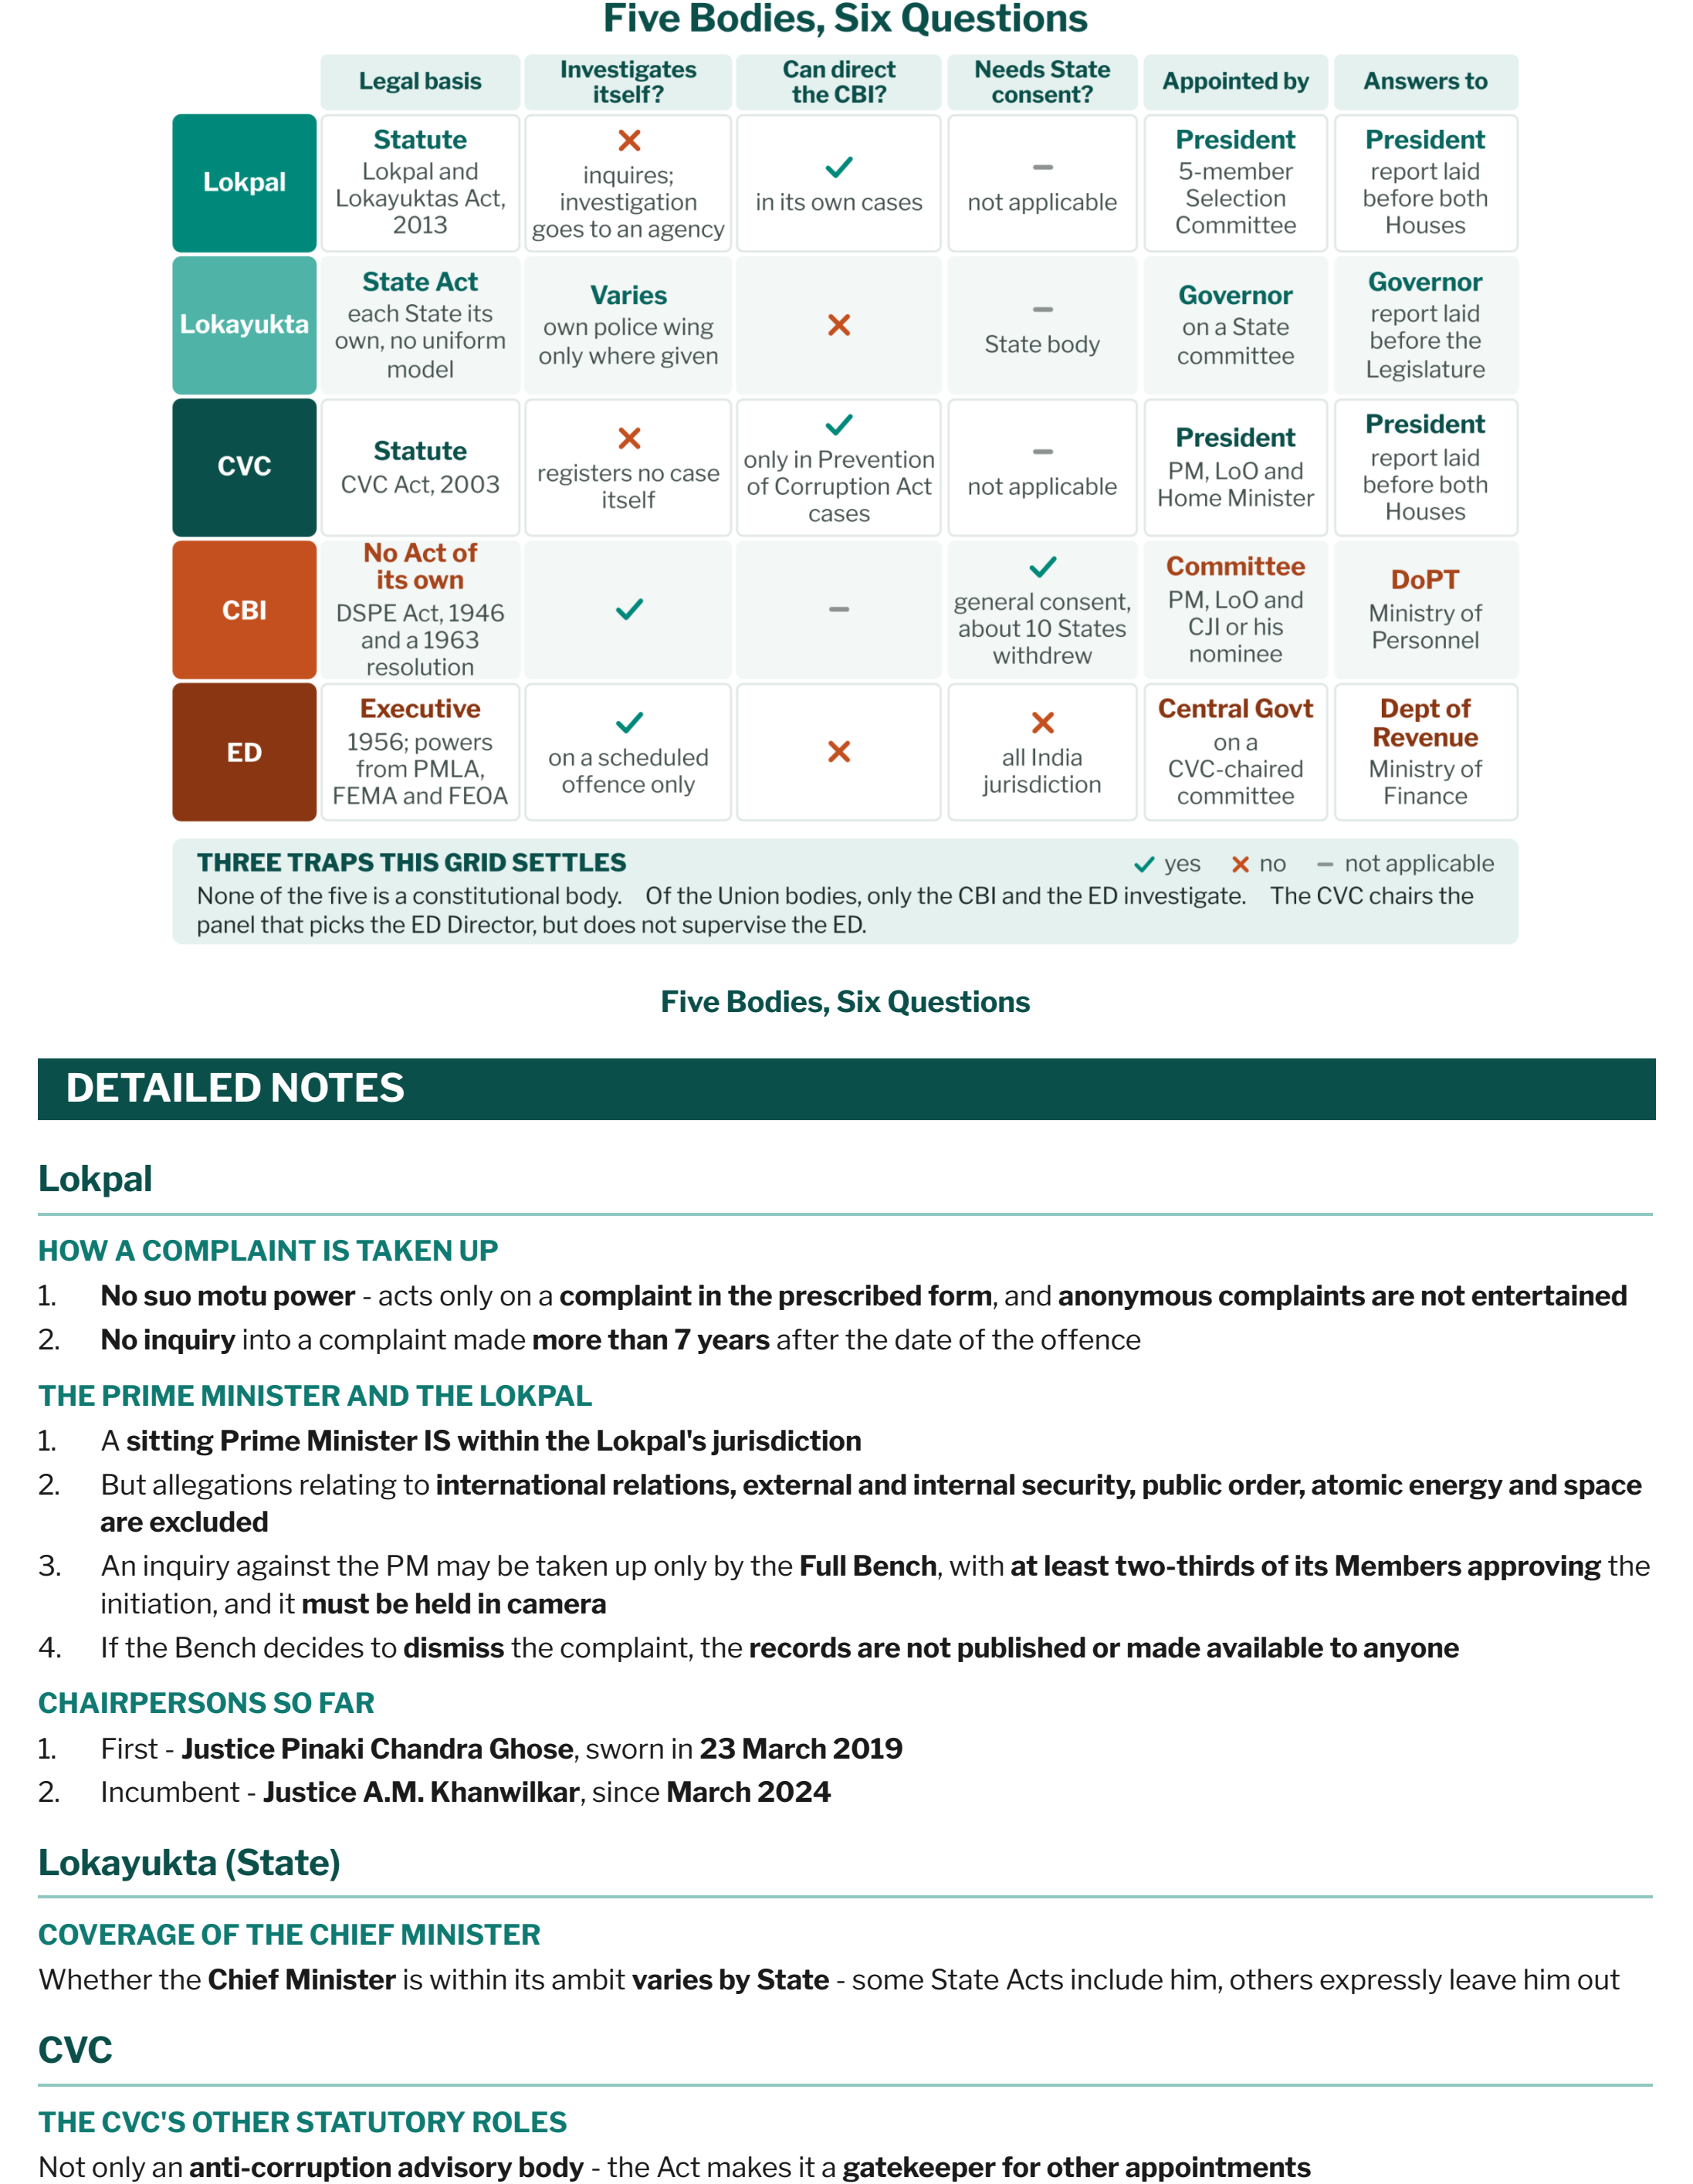 Five Bodies, Six Questions
Legal basis
Investigates
itself?
Can direct
the CBI?
Needs State
consent?
Appointed by
Answers to
Lokpal
Statute
Lokpal and
Lokayuktas Act,
2013
✕
inquires;
investigation
goes to an agency
✓
in its own cases
–
not applicable
President
5-member
Selection
Committee
President
report laid
before both
Houses
Lokayukta
State Act
each State its
own, no uniform
model
Varies
own police wing
only where given
✕
–
State body
Governor
on a State
committee
Governor
report laid
before the
Legislature
CVC
Statute
CVC Act, 2003
✕
registers no case
itself
✓
only in Prevention
of Corruption Act
cases
–
not applicable
President
PM, LoO and
Home Minister
President
report laid
before both
Houses
CBI
No Act of
its own
DSPE Act, 1946
and a 1963
resolution
✓
–
✓
general consent,
about 10 States
withdrew
Committee
PM, LoO and
CJI or his
nominee
DoPT
Ministry of
Personnel
ED
Executive
1956; powers
from PMLA,
FEMA and FEOA
✓
on a scheduled
offence only
✕
✕
all India
jurisdiction
Central Govt
on a
CVC-chaired
committee
Dept of
Revenue
Ministry of
Finance
THREE TRAPS THIS GRID SETTLES
✓ yes ✕ no – not applicable
None of the five is a constitutional body. Of the Union bodies, only the CBI and the ED investigate. The CVC chairs the
panel that picks the ED Director, but does not supervise the ED.
Five Bodies, Six Questions
DETAILED NOTES
Lokpal
HOW A COMPLAINT IS TAKEN UP
1. No suo motu power - acts only on a complaint in the prescribed form, and anonymous complaints are not entertained
2. No inquiry into a complaint made more than 7 years after the date of the offence
THE PRIME MINISTER AND THE LOKPAL
1. A sitting Prime Minister IS within the Lokpal's jurisdiction
2. But allegations relating to international relations, external and internal security, public order, atomic energy and space
are excluded
3. An inquiry against the PM may be taken up only by the Full Bench, with at least two-thirds of its Members approving the
initiation, and it must be held in camera
4. If the Bench decides to dismiss the complaint, the records are not published or made available to anyone
CHAIRPERSONS SO FAR
1. First - Justice Pinaki Chandra Ghose, sworn in 23 March 2019
2. Incumbent - Justice A.M. Khanwilkar, since March 2024
Lokayukta (State)
COVERAGE OF THE CHIEF MINISTER
Whether the Chief Minister is within its ambit varies by State - some State Acts include him, others expressly leave him out
CVC
THE CVC'S OTHER STATUTORY ROLES
Not only an anti-corruption advisory body - the Act makes it a gatekeeper for other appointments